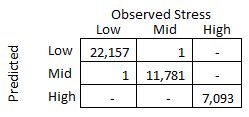 Observed Stress
Low Mid High
Predicted
Low 22,157 1 -
Mid 1 11,781 -
High - - 7,093